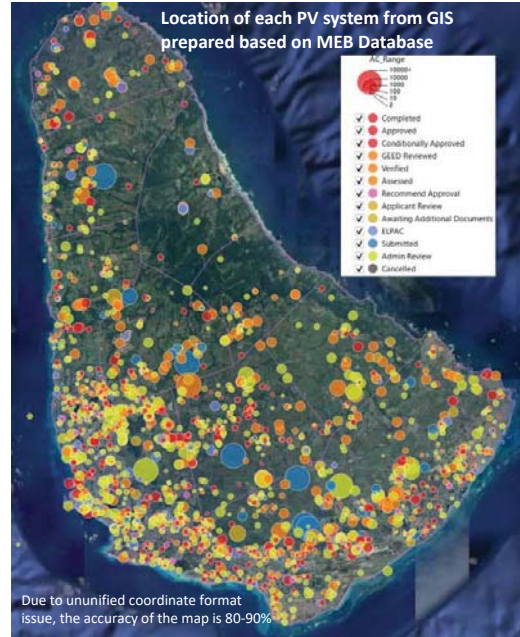 Location of each PV system from GIS
prepared based on MEB Database
AC_Range
10000+
10000
1000
100
10
2
Completed
Approved
Conditionally Approved
GEED Reviewed
Verified
Assessed
Recommend Approval
Applicant Review
Awaiting Additional Documents
ELPAC
Submitted
Admin Review
Cancelled
Due to ununified coordinate format
issue, the accuracy of the map is 80-90%